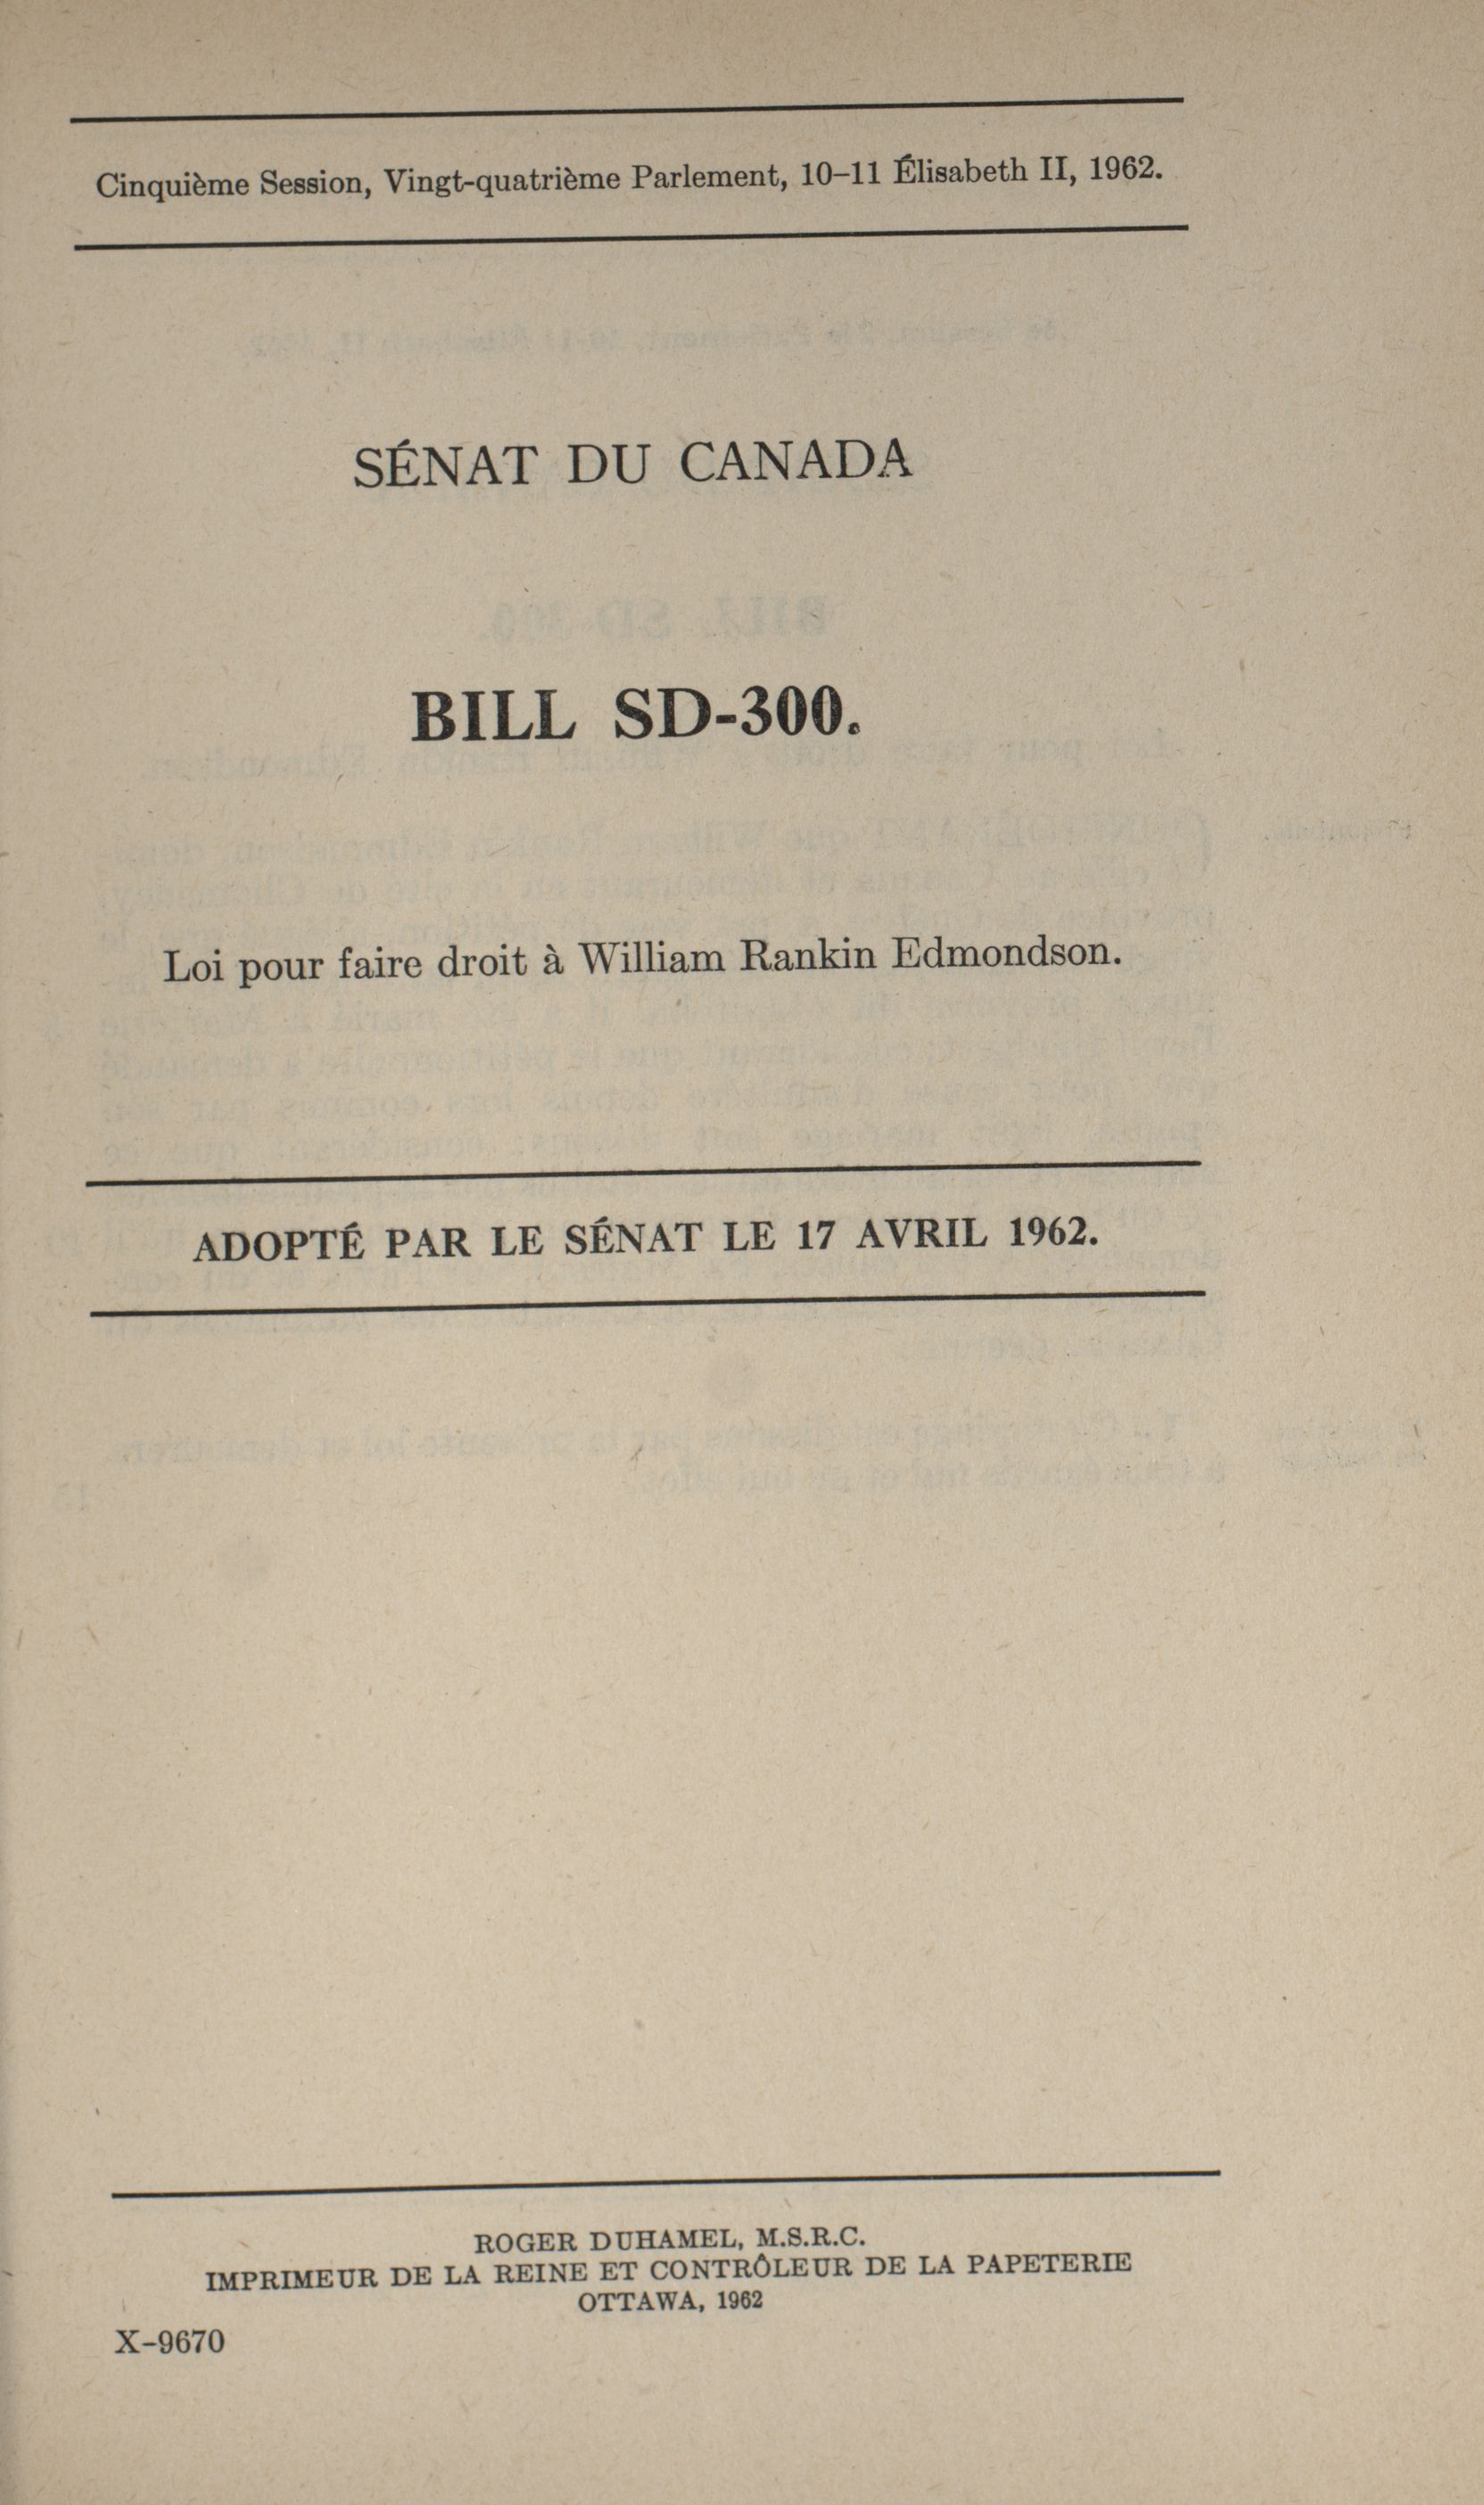 Cinquième Session, Vingt-quatrième Parlement, 10–11 Élisabeth II, 1962.
SÉNAT DU CANADA
BILL SD-300.
Loi pour faire droit à William Rankin Edmondson.
ADOPTÉ PAR LE SÉNAT LE 17 AVRIL 1962.
ROGER DUHAMEL, M.S.R.C.
IMPRIMEUR DE LA REINE ET CONTRÔLEUR DE LA PAPETERIE
OTTAWA, 1962
X–9670